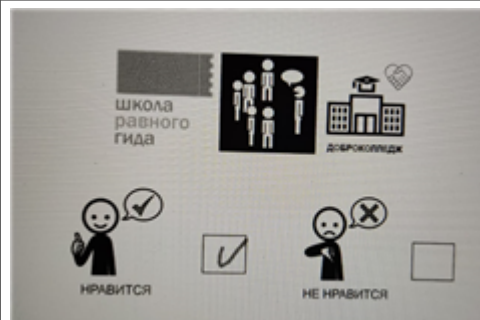 школа
равного
гида
ДОБРОКОЛЛЕДЖ
НРАВИТСЯ
НЕ НРАВИТСЯ